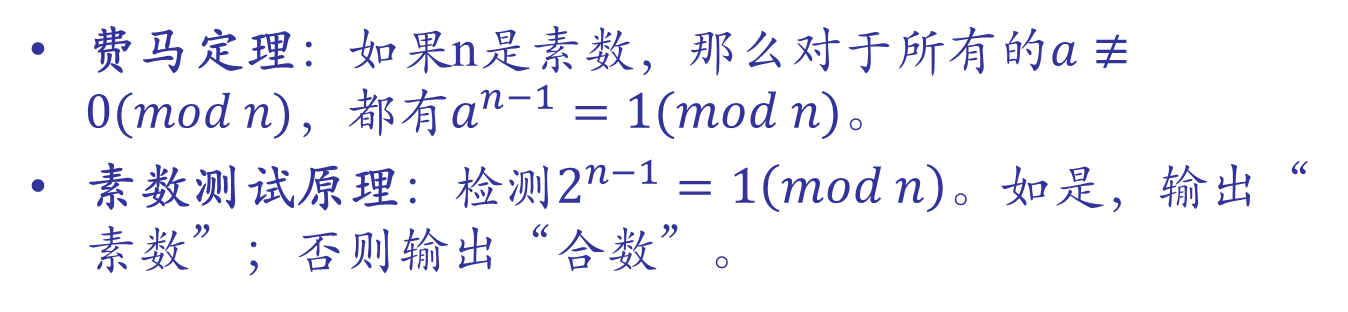 • 费马定理：如果n是素数，那么对于所有的a ≢
0(mod n)，都有aⁿ⁻¹ = 1(mod n)。
• 素数测试原理：检测2ⁿ⁻¹ = 1(mod n)。如是，输出“
素数”；否则输出“合数”。